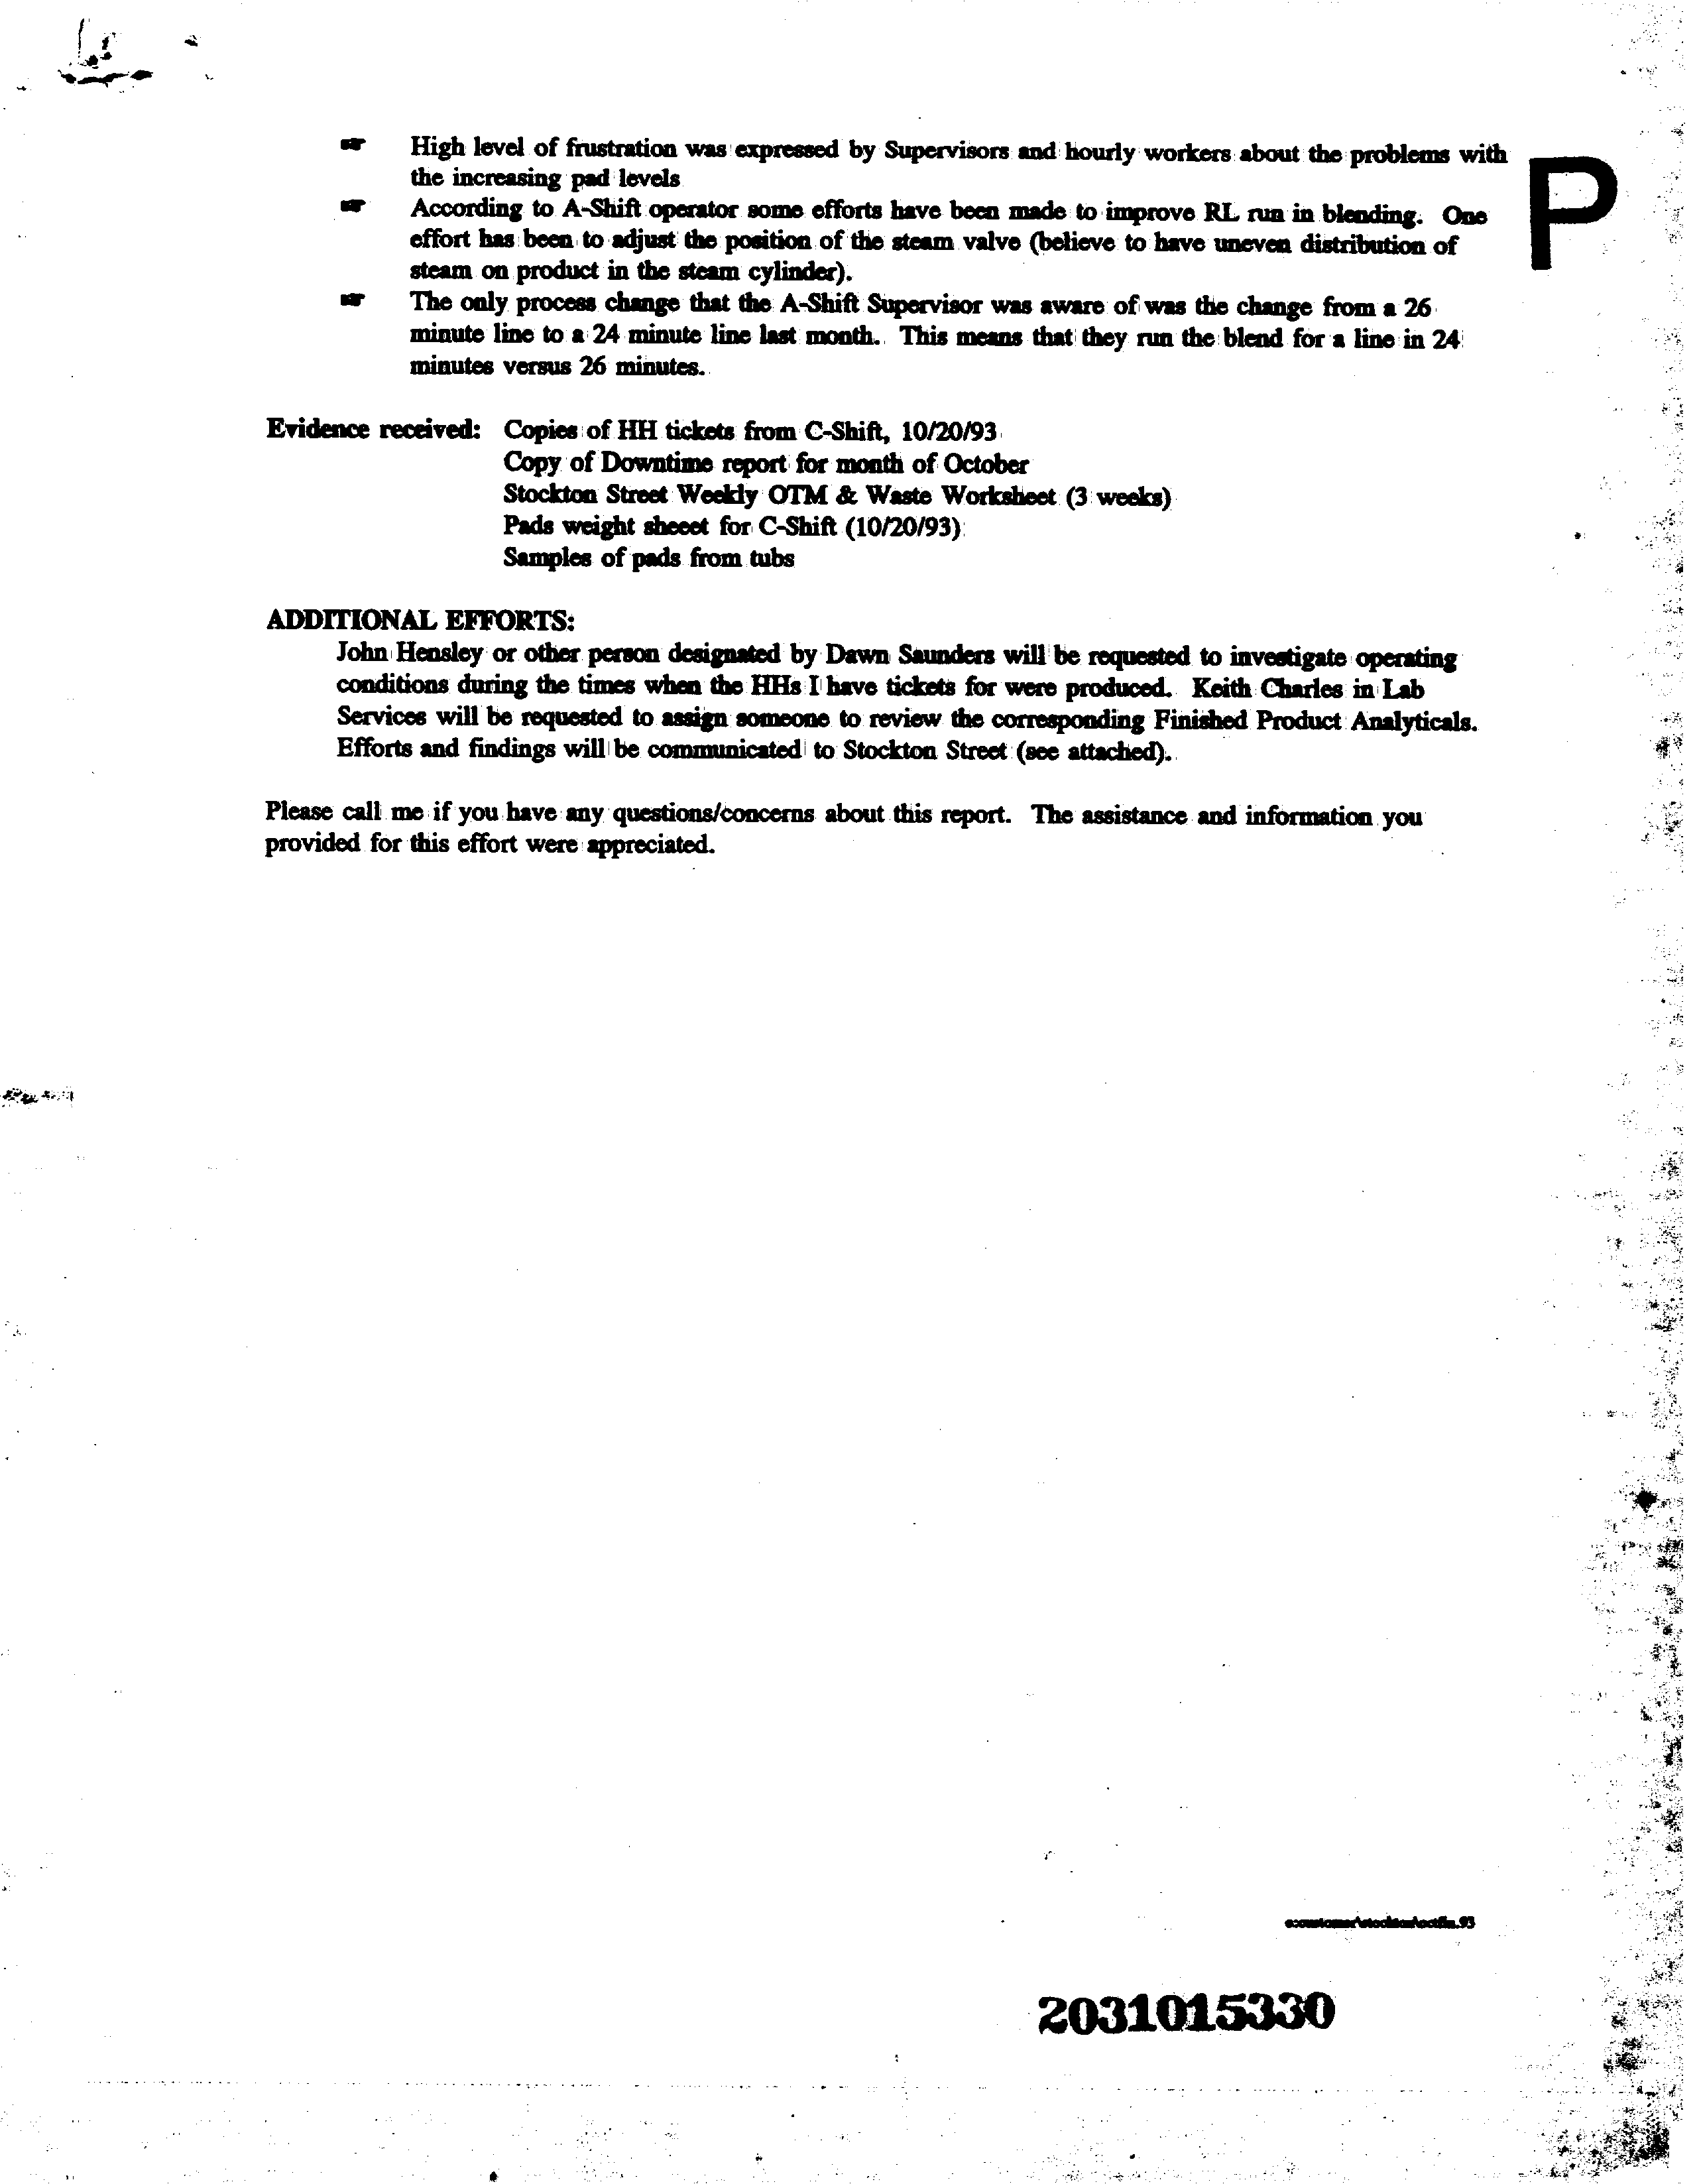 High level of frustration was expressed by Supervisors and hourly workers about the problems with
the increasing pad levels
According to A-Shift operator some efforts have been made to improve RL run in blending. One
effort has been to adjust the position of the steam valve (believe to have uneven distribution of
steam on product in the steam cylinder).
The only process change that the A-Shift Supervisor was aware of was the change from a 26
minute line to a 24 minute line last month. This means that they run the blend for a line in 24
minutes versus 26 minutes.
P
Evidence received: Copies of HH tickets from C-Shift, 10/20/93
Copy of Downtime report for month of October
Stockton Street Weekly OTM & Waste Worksheet (3 weeks)
Pads weight sheeet for C-Shift (10/20/93)
Samples of pads from tubs
ADDITIONAL EFFORTS:
John Hensley or other person designated by Dawn Saunders will be requested to investigate operating
conditions during the times when the HHs I have tickets for were produced. Keith Charles in Lab
Services will be requested to assign someone to review the corresponding Finished Product Analyticals.
Efforts and findings will be communicated to Stockton Street (see attached).
Please call me if you have any questions/concerns about this report. The assistance and information you
provided for this effort were appreciated.
2031015330